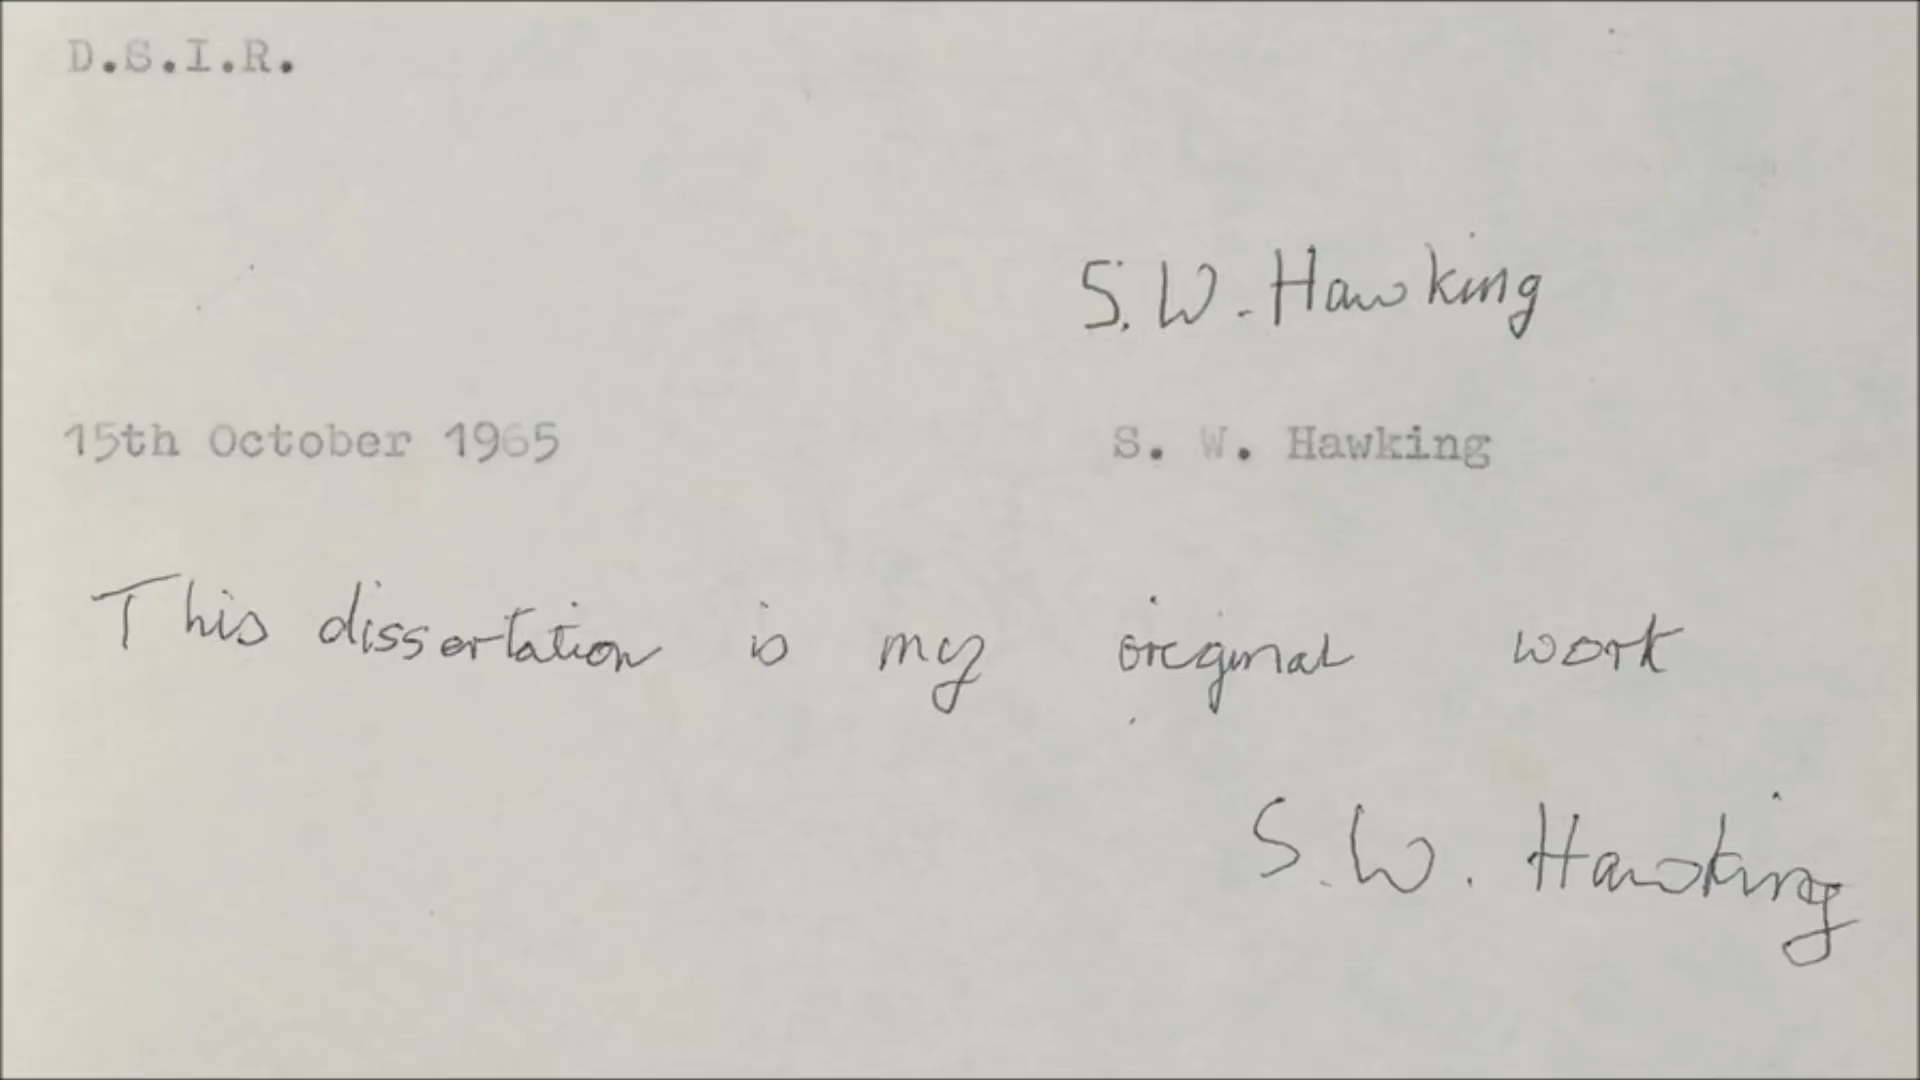 D.S.I.R.
S. W. Hawking
15th October 1965 S. W. Hawking
This dissertation is my original work
S. W. Hawking